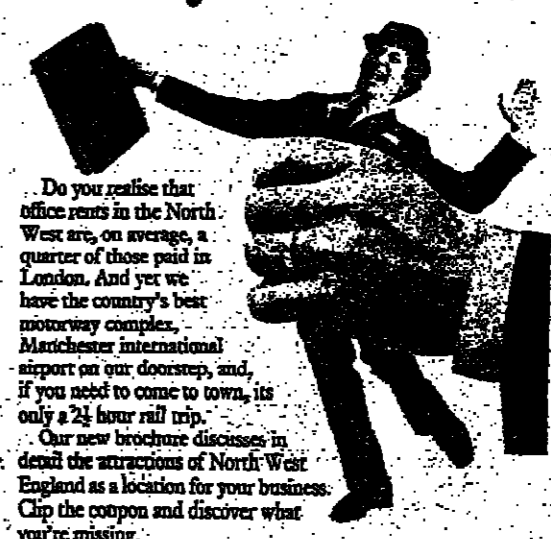 Do you realise that
office rents in the North
West are, on average, a
quarter of those paid in
London. And yet we
have the country's best
motorway complex,
Manchester international
airport on our doorstep, and,
if you need to come to town, its
only a 2½ hour rail trip.
Our new brochure discusses in
detail the attractions of North West
England as a location for your business.
Clip the coupon and discover what
you're missing.